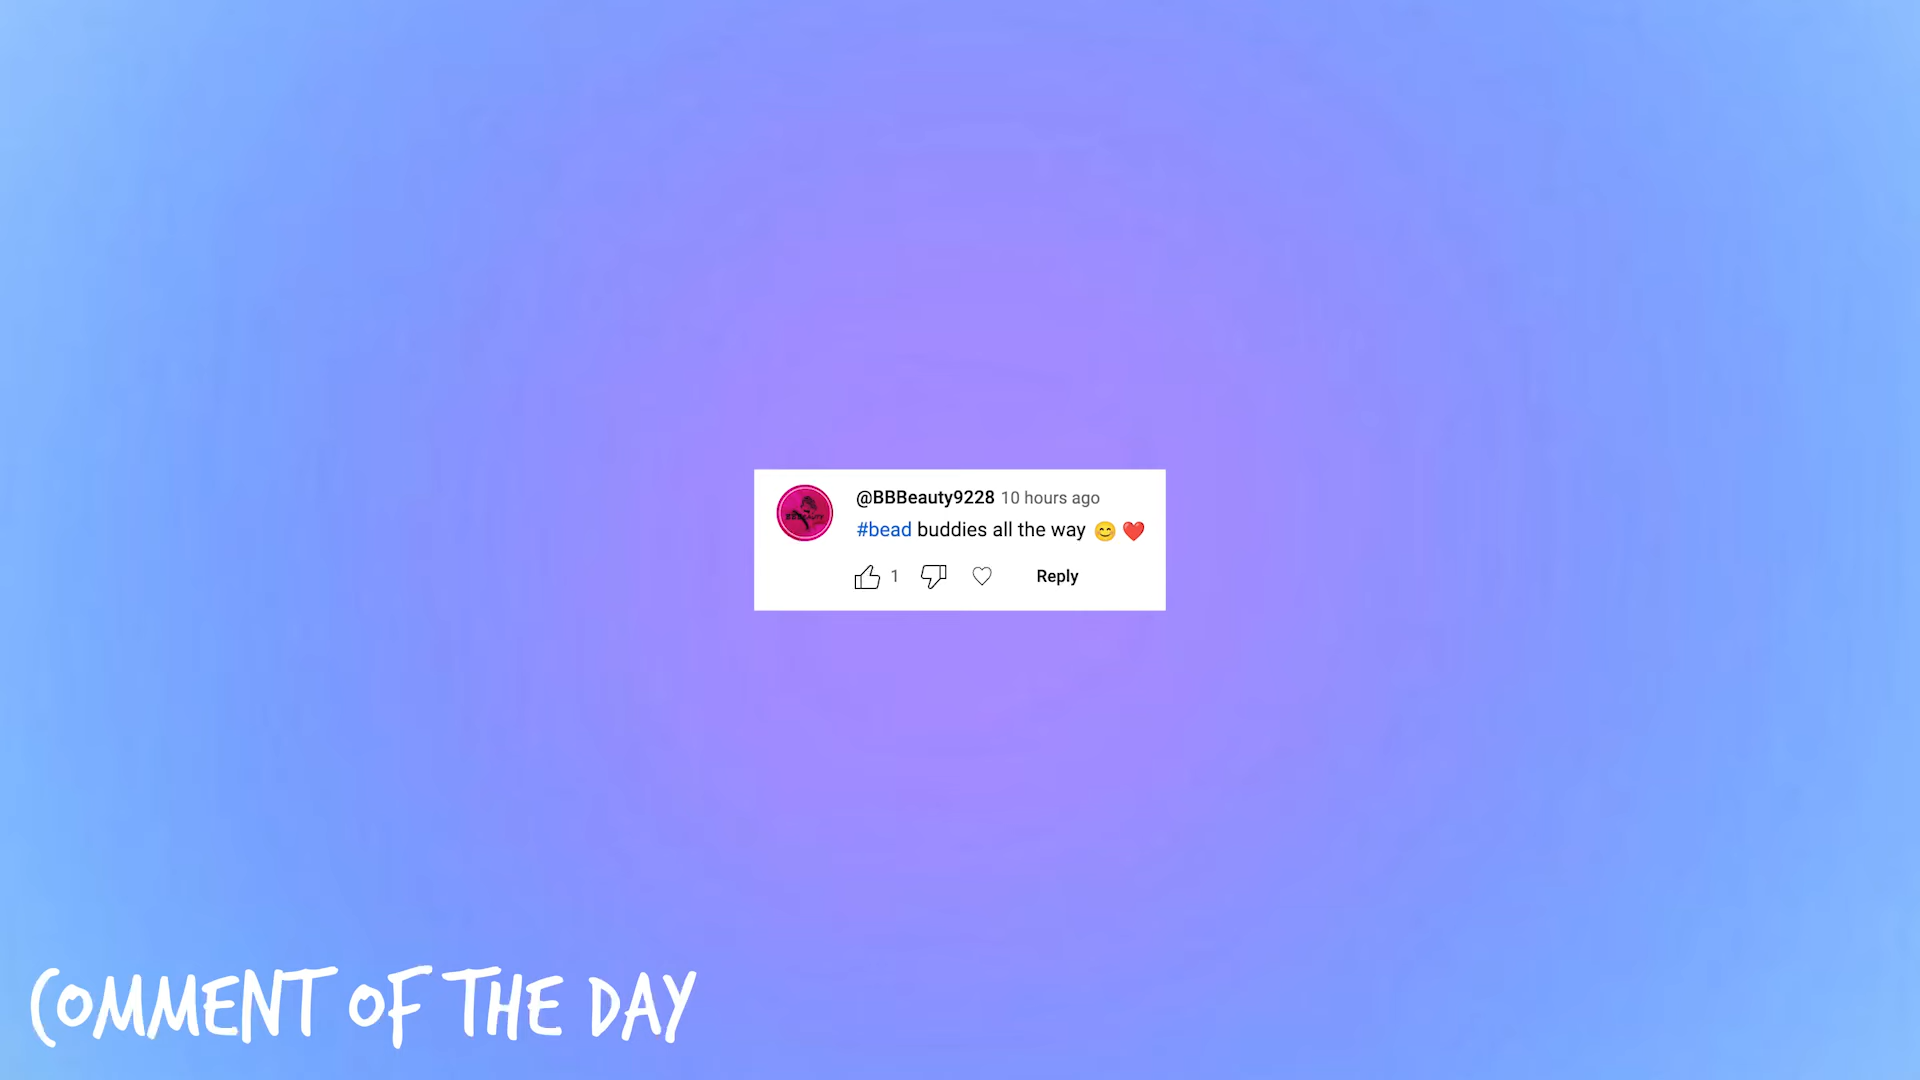 @BBBeauty9228 10 hours ago
#bead buddies all the way 😊 ❤️
1 Reply
COMMENT OF THE DAY